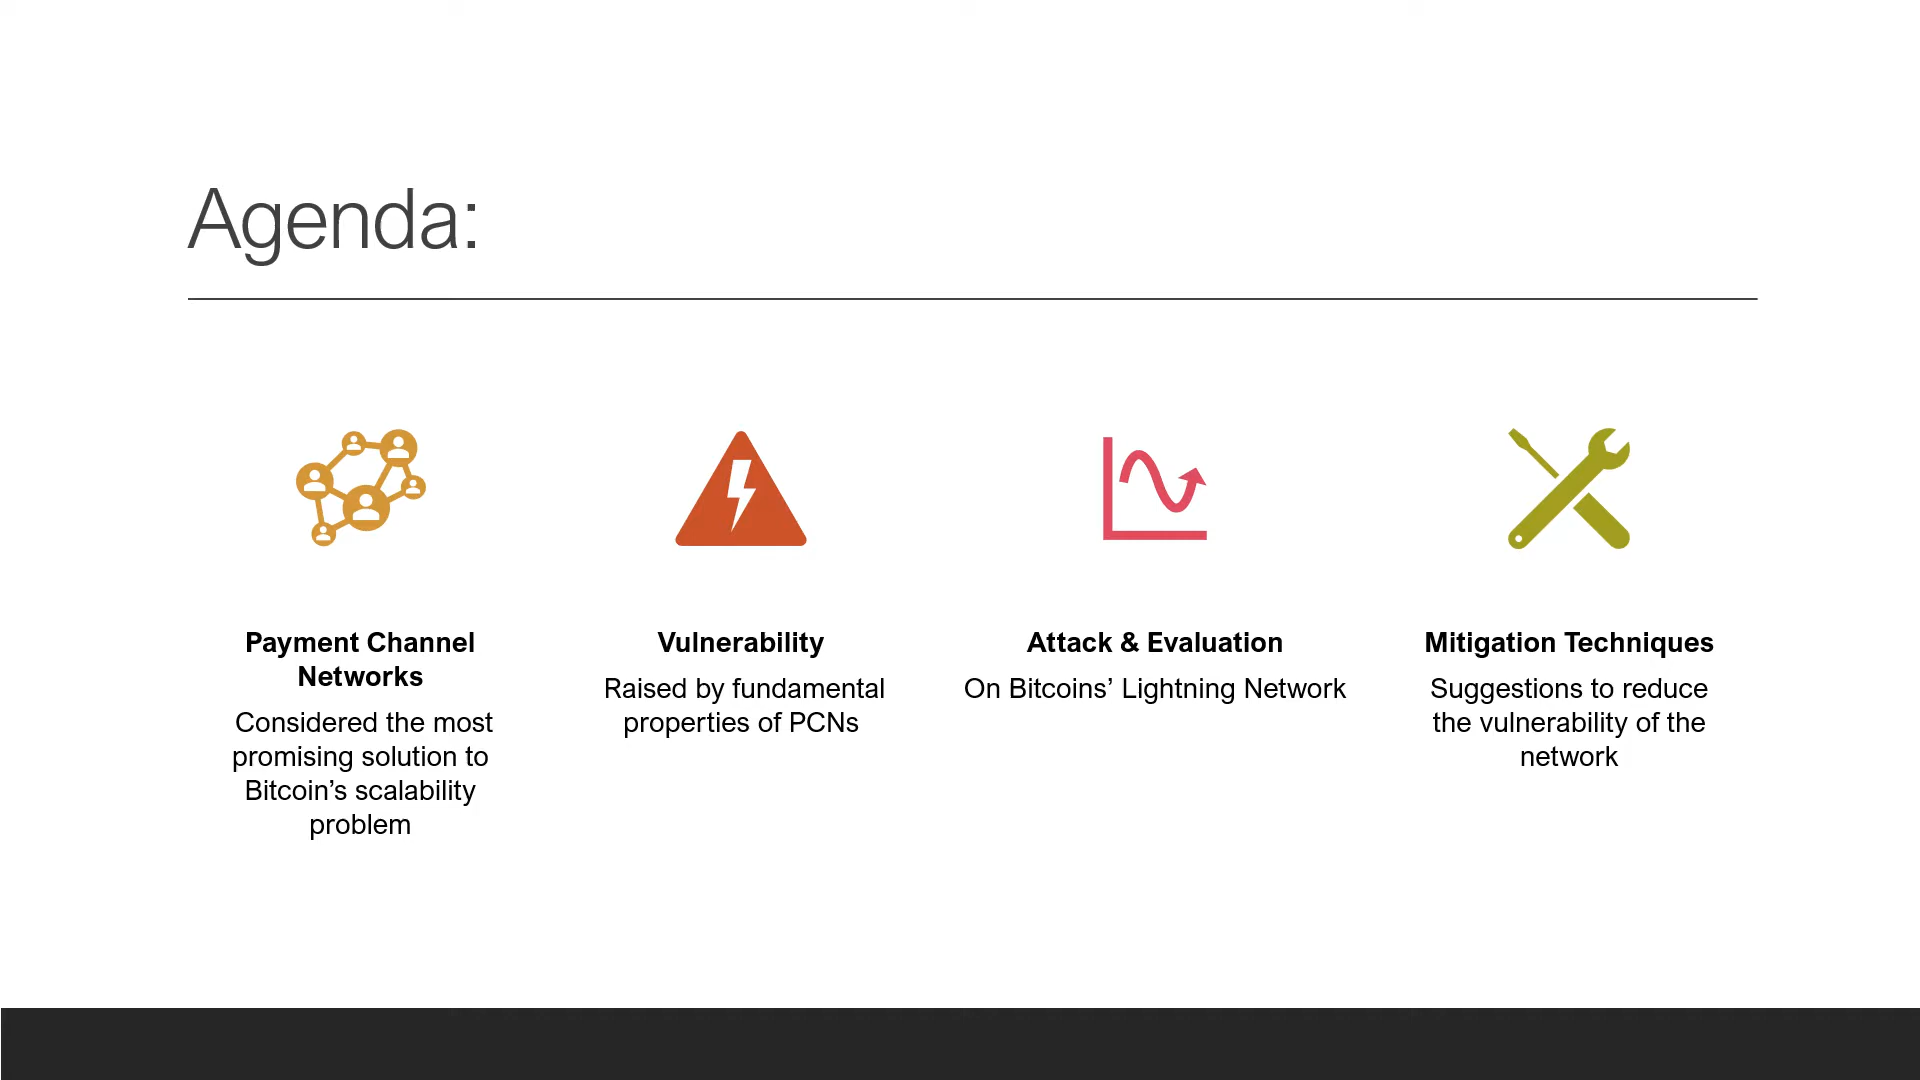 Agenda:
Payment Channel
Networks
Considered the most
promising solution to
Bitcoin’s scalability
problem
Vulnerability
Raised by fundamental
properties of PCNs
Attack & Evaluation
On Bitcoins’ Lightning Network
Mitigation Techniques
Suggestions to reduce
the vulnerability of the
network